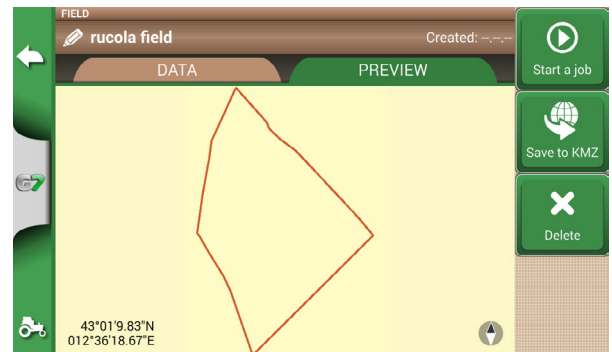 FIELD
rucola field
Created: --.--.--
DATA
PREVIEW
Start a job
Save to KMZ
Delete
G7
43°01'9.83"N
012°36'18.67"E